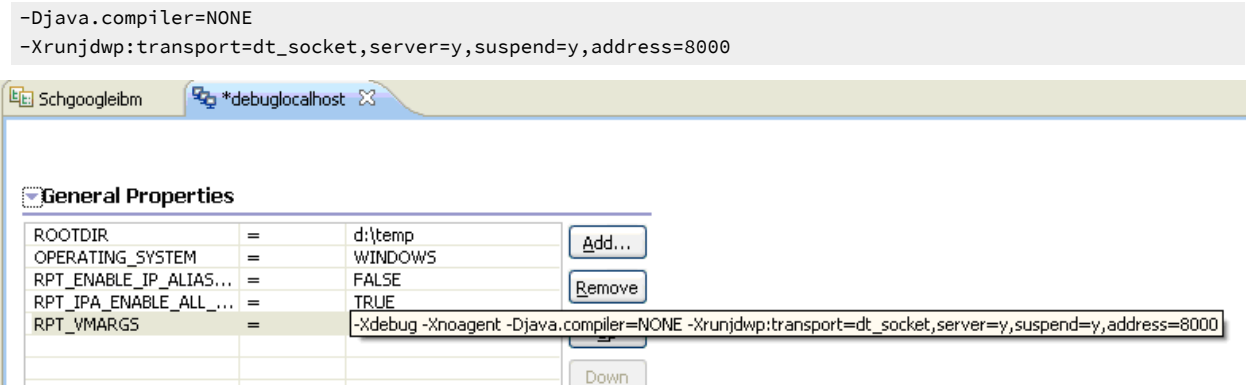 -Djava.compiler=NONE
-Xrunjdwp:transport=dt_socket,server=y,suspend=y,address=8000
Schgoogleibm
*debuglocalhost
General Properties
ROOTDIR = d:\temp
OPERATING_SYSTEM = WINDOWS
RPT_ENABLE_IP_ALIAS... = FALSE
RPT_IPA_ENABLE_ALL_... = TRUE
RPT_VMARGS = -Xdebug -Xnoagent -Djava.compiler=NONE -Xrunjdwp:transport=dt_socket,server=y,suspend=y,address=8000
Add...
Remove
Down